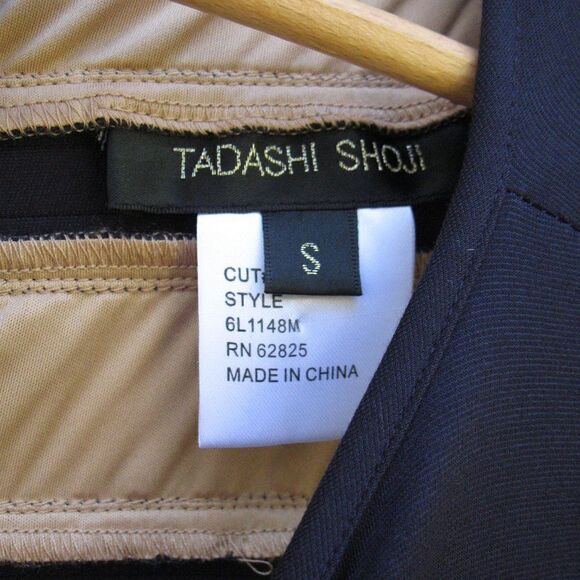 TADASHI SHOJI
S
CUT#
STYLE
6L1148M
RN 62825
MADE IN CHINA